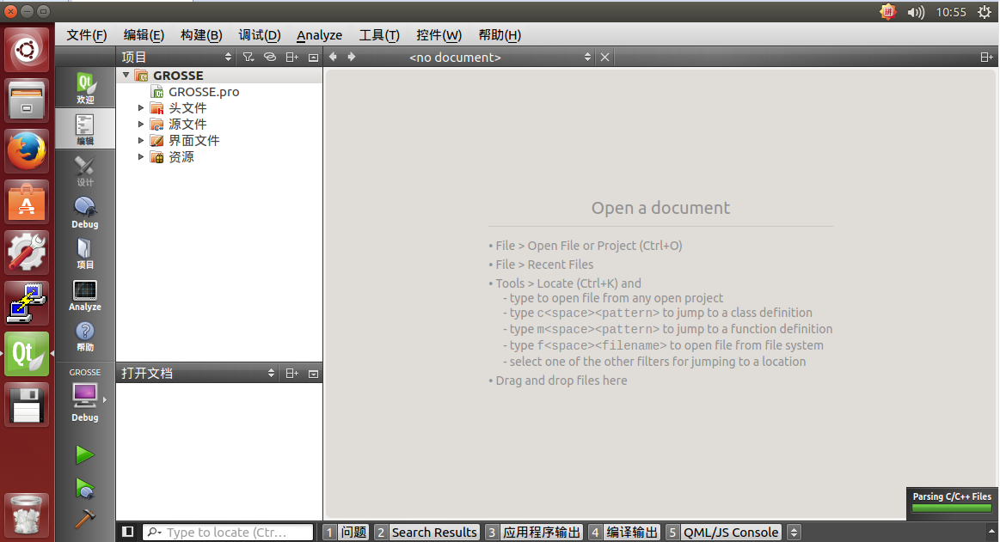 拼 10:55
文件(F) 编辑(E) 构建(B) 调试(D) Analyze 工具(T) 控件(W) 帮助(H)
项目 <no document>
Qt
欢迎
编辑
设计
Debug
项目
Analyze
帮助
GROSSE
Debug
GROSSE
GROSSE.pro
头文件
源文件
界面文件
资源
打开文档
Open a document
• File > Open File or Project (Ctrl+O)
• File > Recent Files
• Tools > Locate (Ctrl+K) and
- type to open file from any open project
- type c<space><pattern> to jump to a class definition
- type m<space><pattern> to jump to a function definition
- type f<space><filename> to open file from file system
- select one of the other filters for jumping to a location
• Drag and drop files here
Parsing C/C++ Files
Type to locate (Ctr... 1 问题 2 Search Results 3 应用程序输出 4 编译输出 5 QML/JS Console
Qt